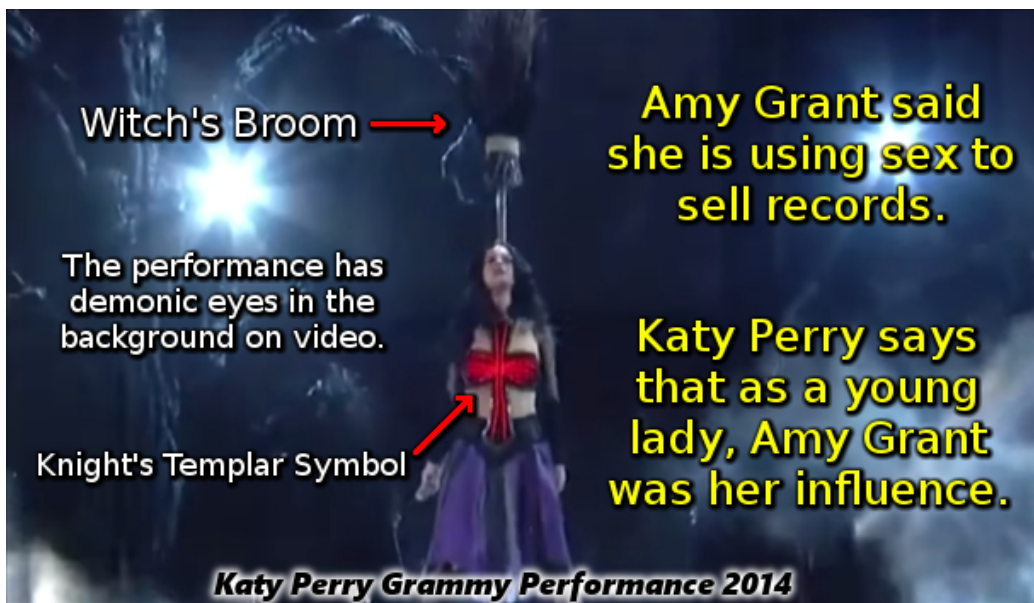 Witch's Broom
The performance has
demonic eyes in the
background on video.
Knight's Templar Symbol
Amy Grant said
she is using sex to
sell records.
Katy Perry says
that as a young
lady, Amy Grant
was her influence.
Katy Perry Grammy Performance 2014